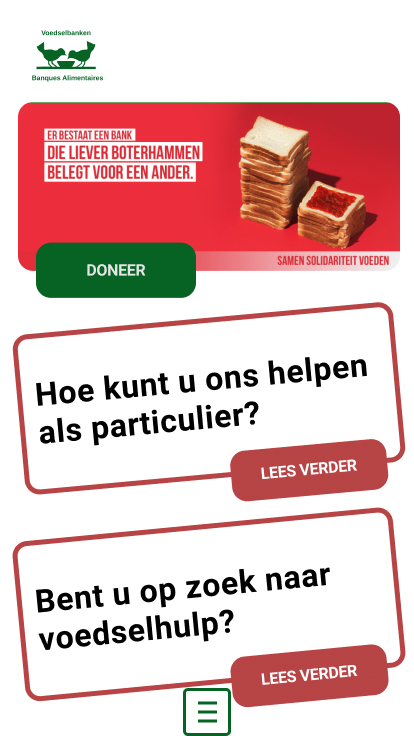 Voedselbanken
Banques Alimentaires
ER BESTAAT EEN BANK
DIE LIEVER BOTERHAMMEN
BELEGT VOOR EEN ANDER.
SAMEN SOLIDARITEIT VOEDEN
DONEER
Hoe kunt u ons helpen
als particulier?
LEES VERDER
Bent u op zoek naar
voedselhulp?
LEES VERDER